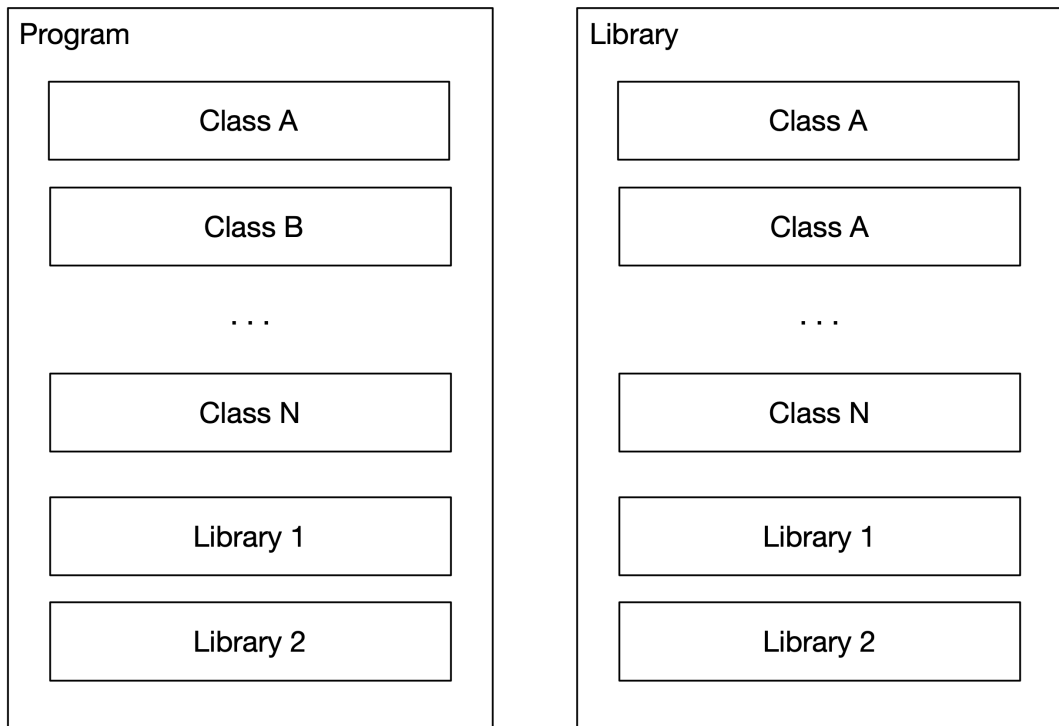 Program
Class A
Class B
. . .
Class N
Library 1
Library 2
Library
Class A
Class A
. . .
Class N
Library 1
Library 2